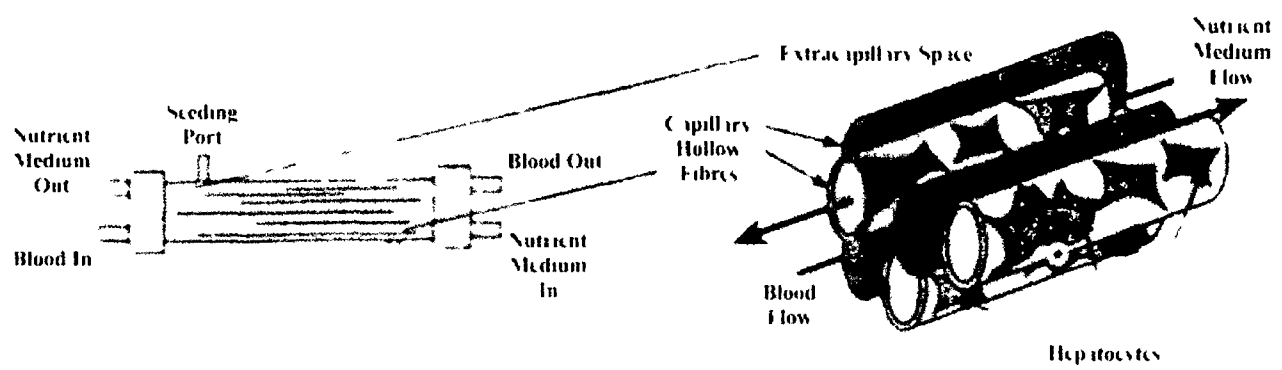 Nutrient
Medium
Out
Seeding
Port
Blood In
Blood Out
Nutrient
Medium
In
Extracapillary Space
Capillary
Hollow
Fibres
Nutrient
Medium
Flow
Blood
Flow
Hepatocytes